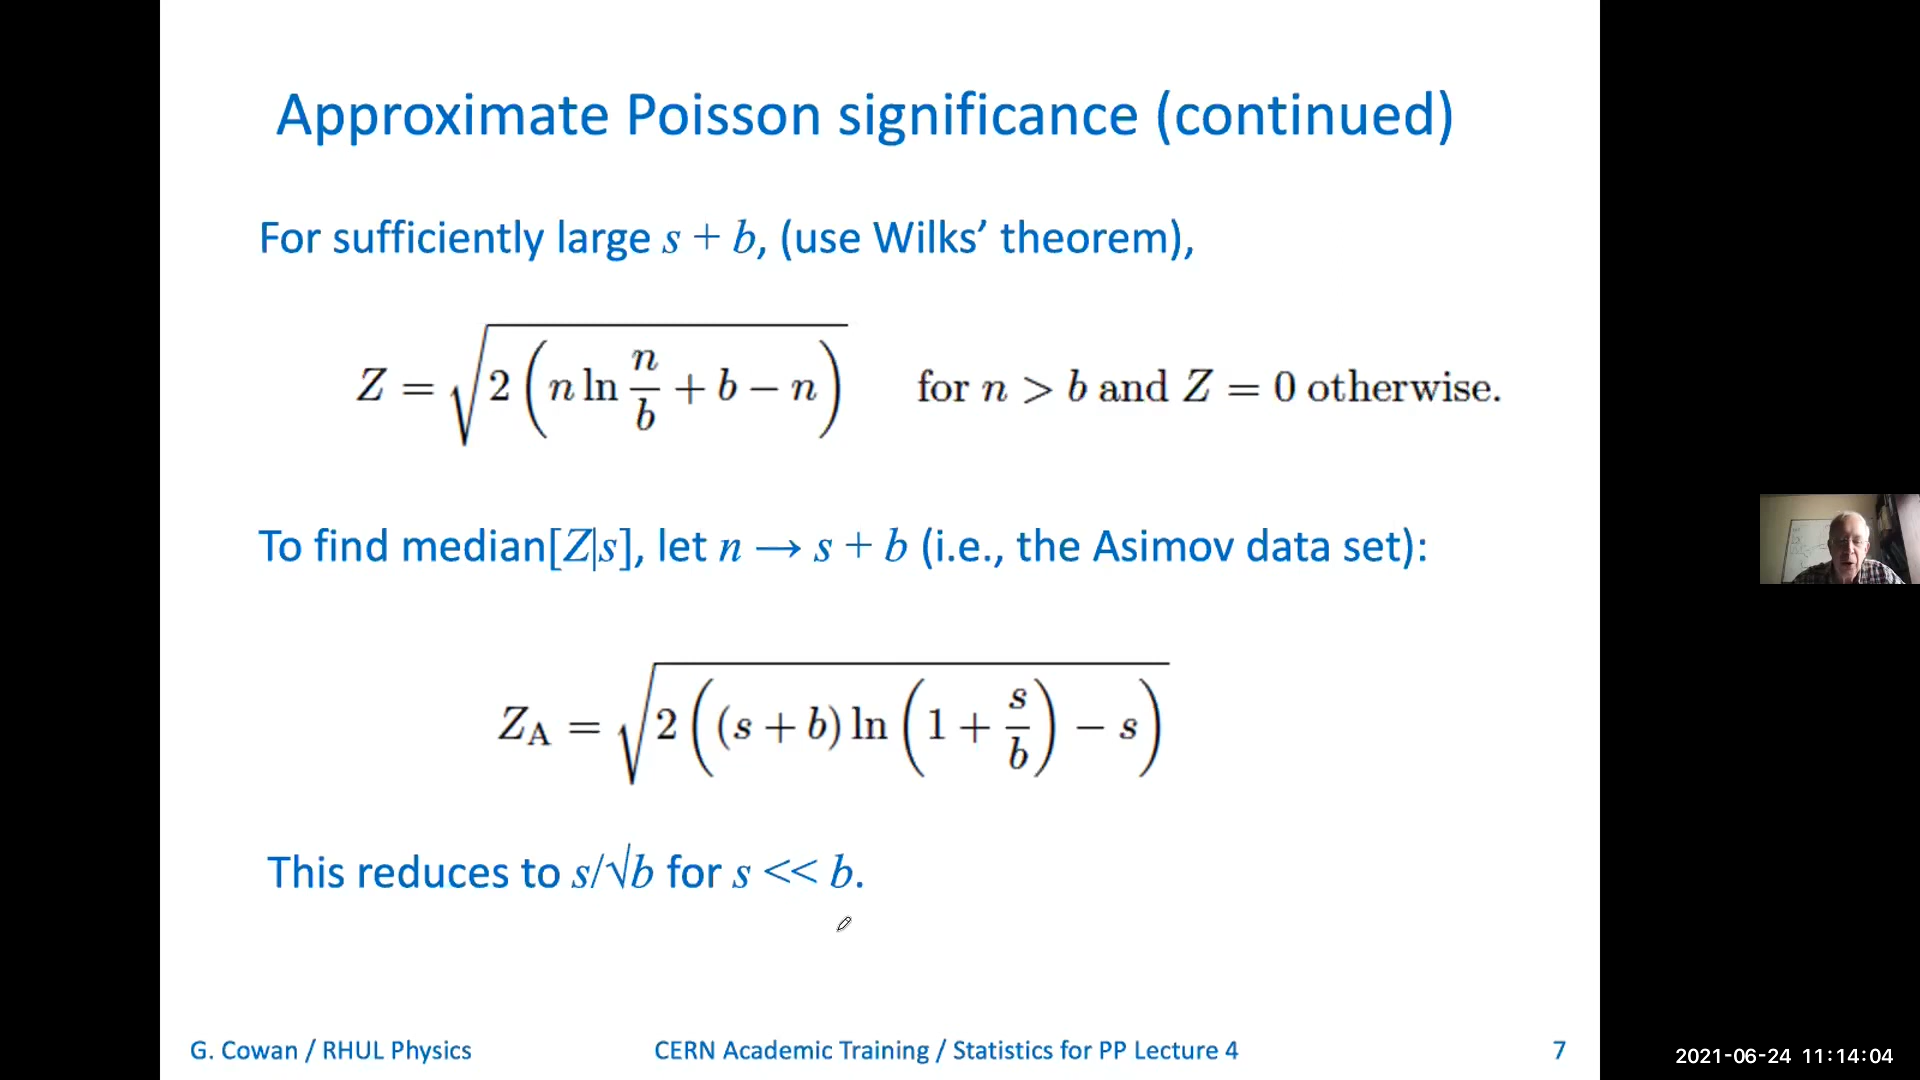 Approximate Poisson significance (continued)
For sufficiently large s + b, (use Wilks’ theorem),
Z = √2 ( n ln n/b + b − n )    for n > b and Z = 0 otherwise.
To find median[Z|s], let n → s + b (i.e., the Asimov data set):
Z_A = √2 ( (s + b) ln ( 1 + s/b ) − s )
This reduces to s/√b for s << b.
G. Cowan / RHUL Physics    CERN Academic Training / Statistics for PP Lecture 4    7
2021-06-24 11:14:04